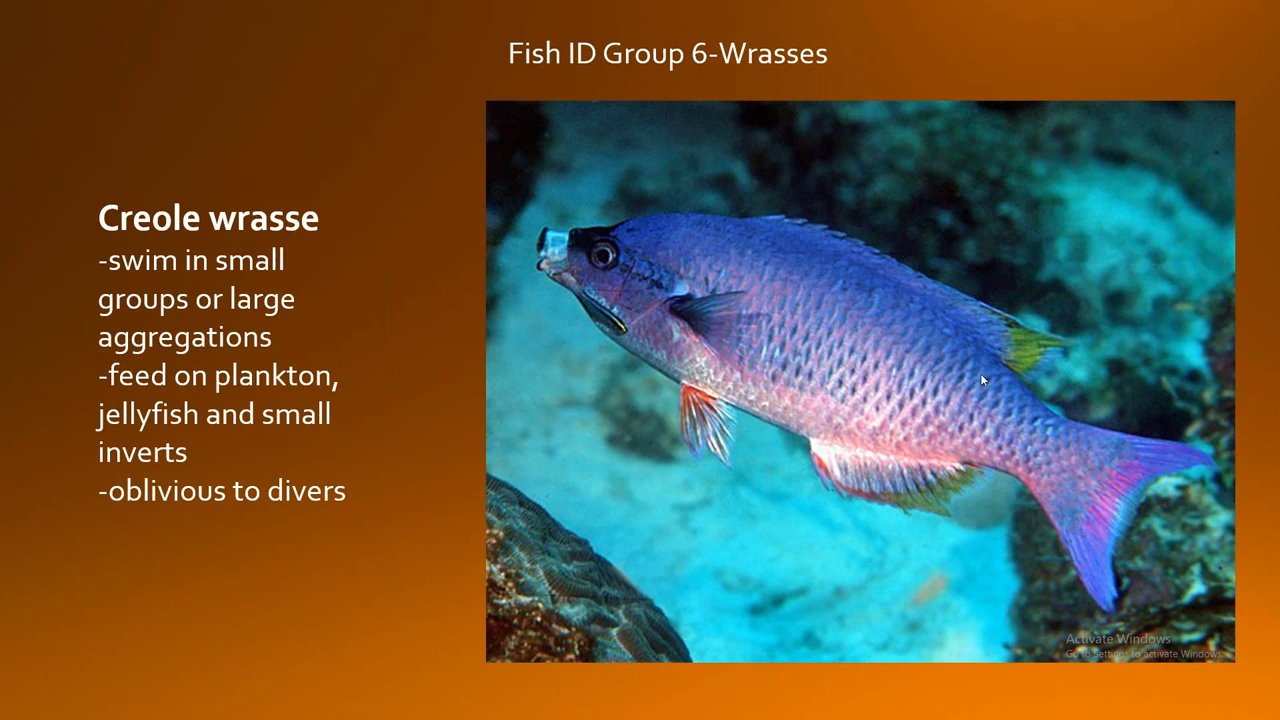 Fish ID Group 6-Wrasses
Creole wrasse
-swim in small
groups or large
aggregations
-feed on plankton,
jellyfish and small
inverts
-oblivious to divers
Activate Windows
Go to Settings to activate Windows.